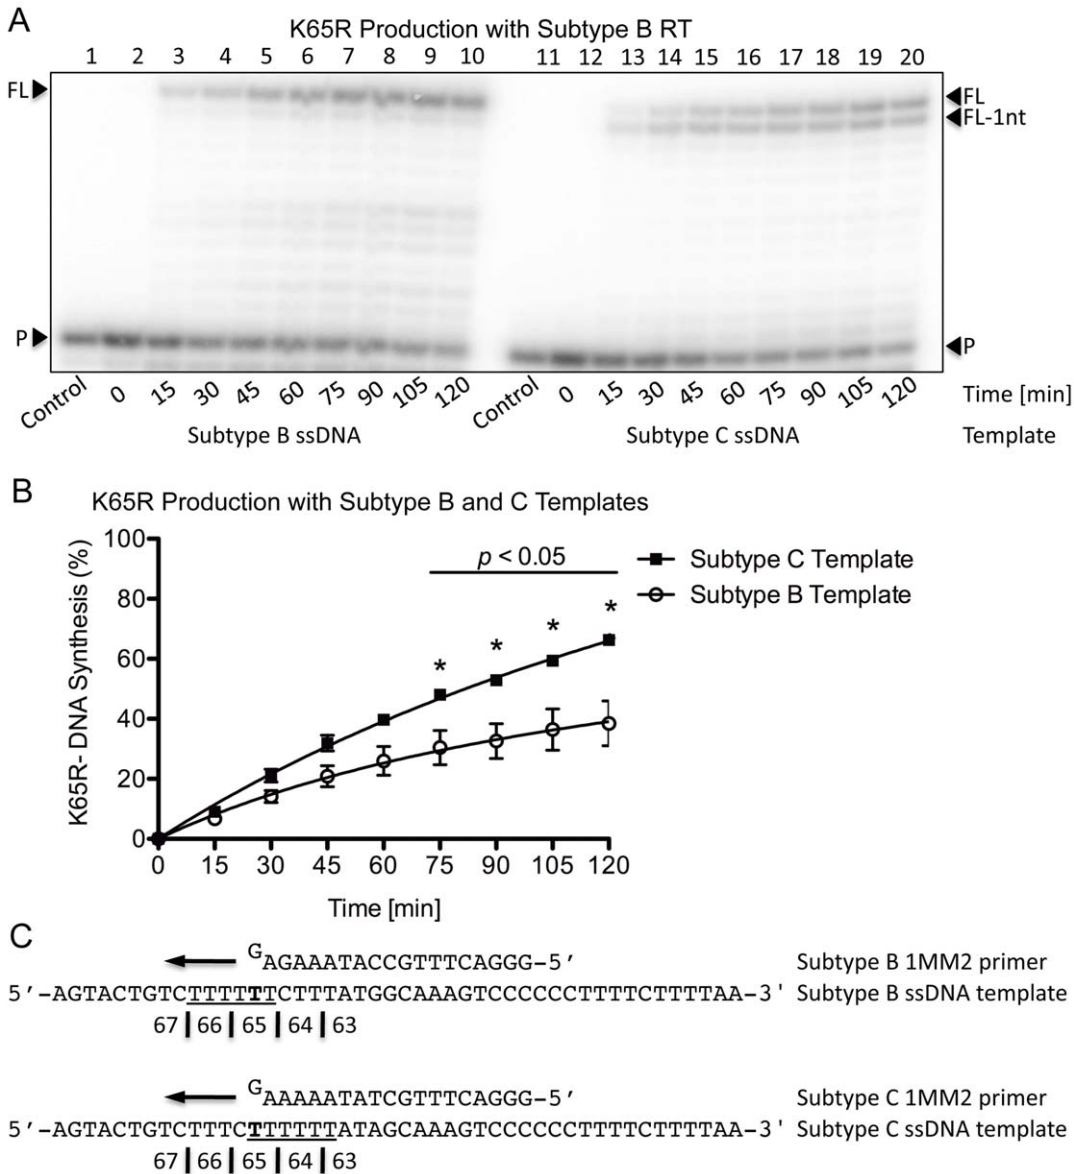 A
K65R Production with Subtype B RT
1 2 3 4 5 6 7 8 9 10 11 12 13 14 15 16 17 18 19 20
FL FL
FL-1nt
P P
Control 0 15 30 45 60 75 90 105 120 Control 0 15 30 45 60 75 90 105 120 Time [min]
Subtype B ssDNA Subtype C ssDNA Template
B
K65R Production with Subtype B and C Templates
K65R- DNA Synthesis (%)
100
80
60
40
20
0
p < 0.05
* * * *
Subtype C Template
Subtype B Template
0 15 30 45 60 75 90 105 120
Time [min]
C
GAGAAATACCGTTTCAGGG-5′ Subtype B 1MM2 primer
5′-AGTACTGTCTTTTTTCTTTATGGCAAAGTCCCCCCTTTTCTTTTAA-3' Subtype B ssDNA template
67 | 66 | 65 | 64 | 63
GAAAAATATCGTTTCAGGG-5′ Subtype C 1MM2 primer
5′-AGTACTGTCTTTCTTTTTTATAGCAAAGTCCCCCCTTTTCTTTTAA-3' Subtype C ssDNA template
67 | 66 | 65 | 64 | 63